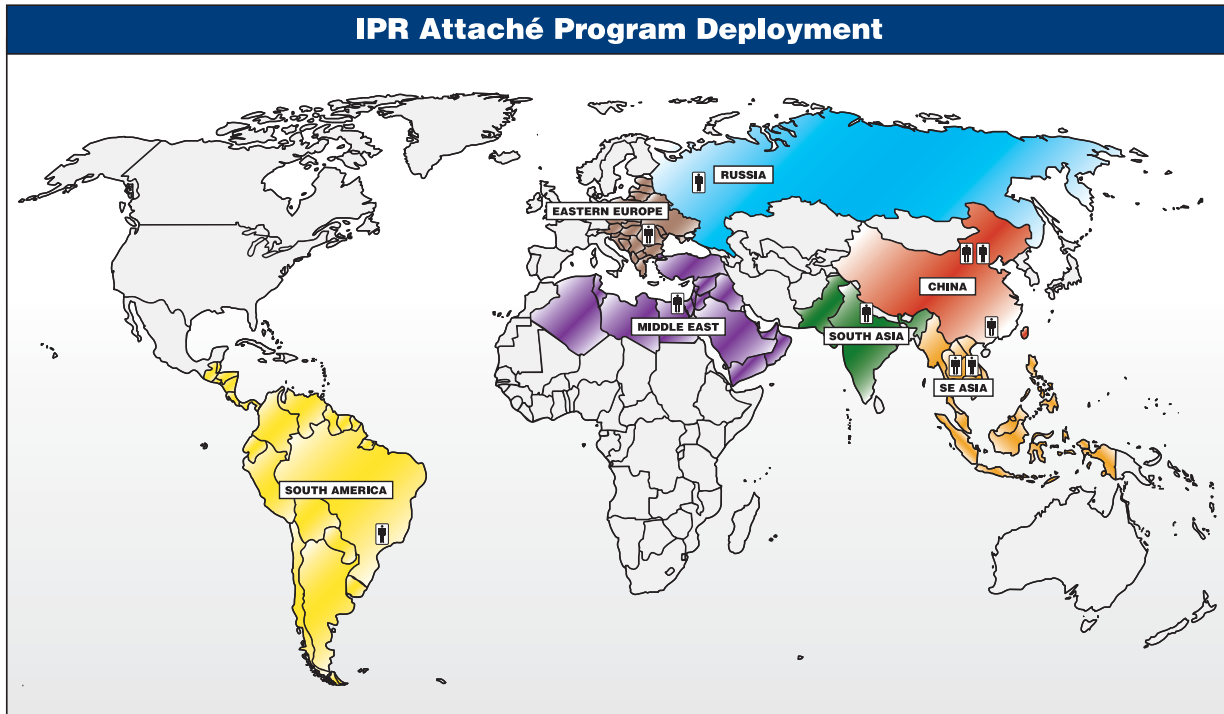 IPR Attaché Program Deployment
RUSSIA
EASTERN EUROPE
CHINA
MIDDLE EAST
SOUTH ASIA
SE ASIA
SOUTH AMERICA